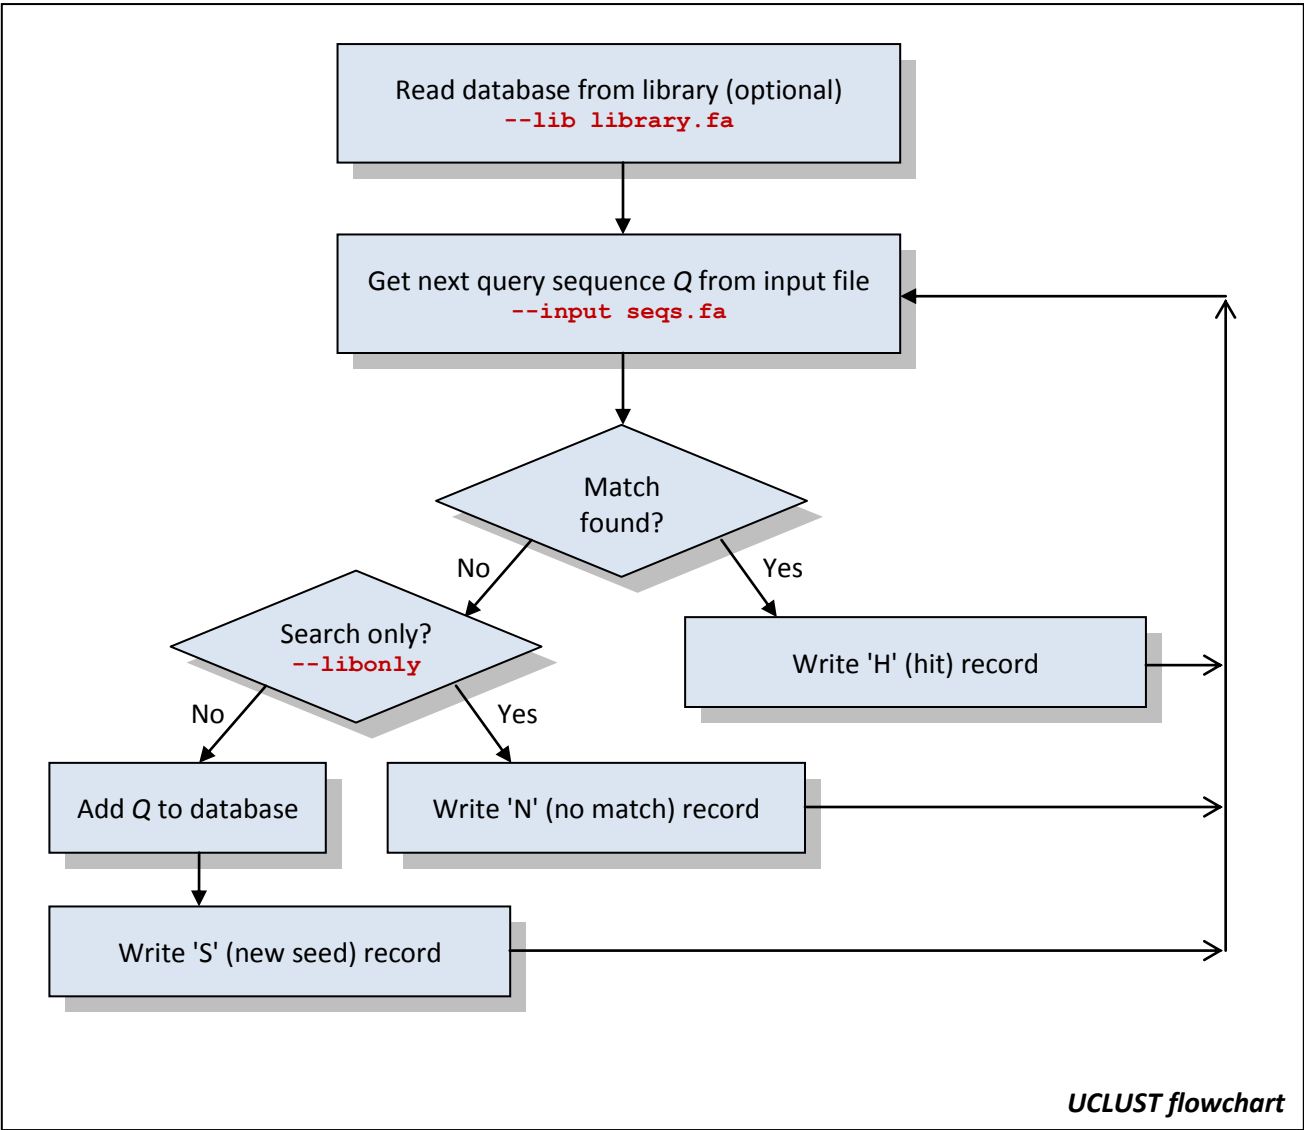 Read database from library (optional)
--lib library.fa
Get next query sequence Q from input file
--input seqs.fa
Match
found?
No
Yes
Search only?
--libonly
Write 'H' (hit) record
No
Yes
Add Q to database
Write 'N' (no match) record
Write 'S' (new seed) record
UCLUST flowchart